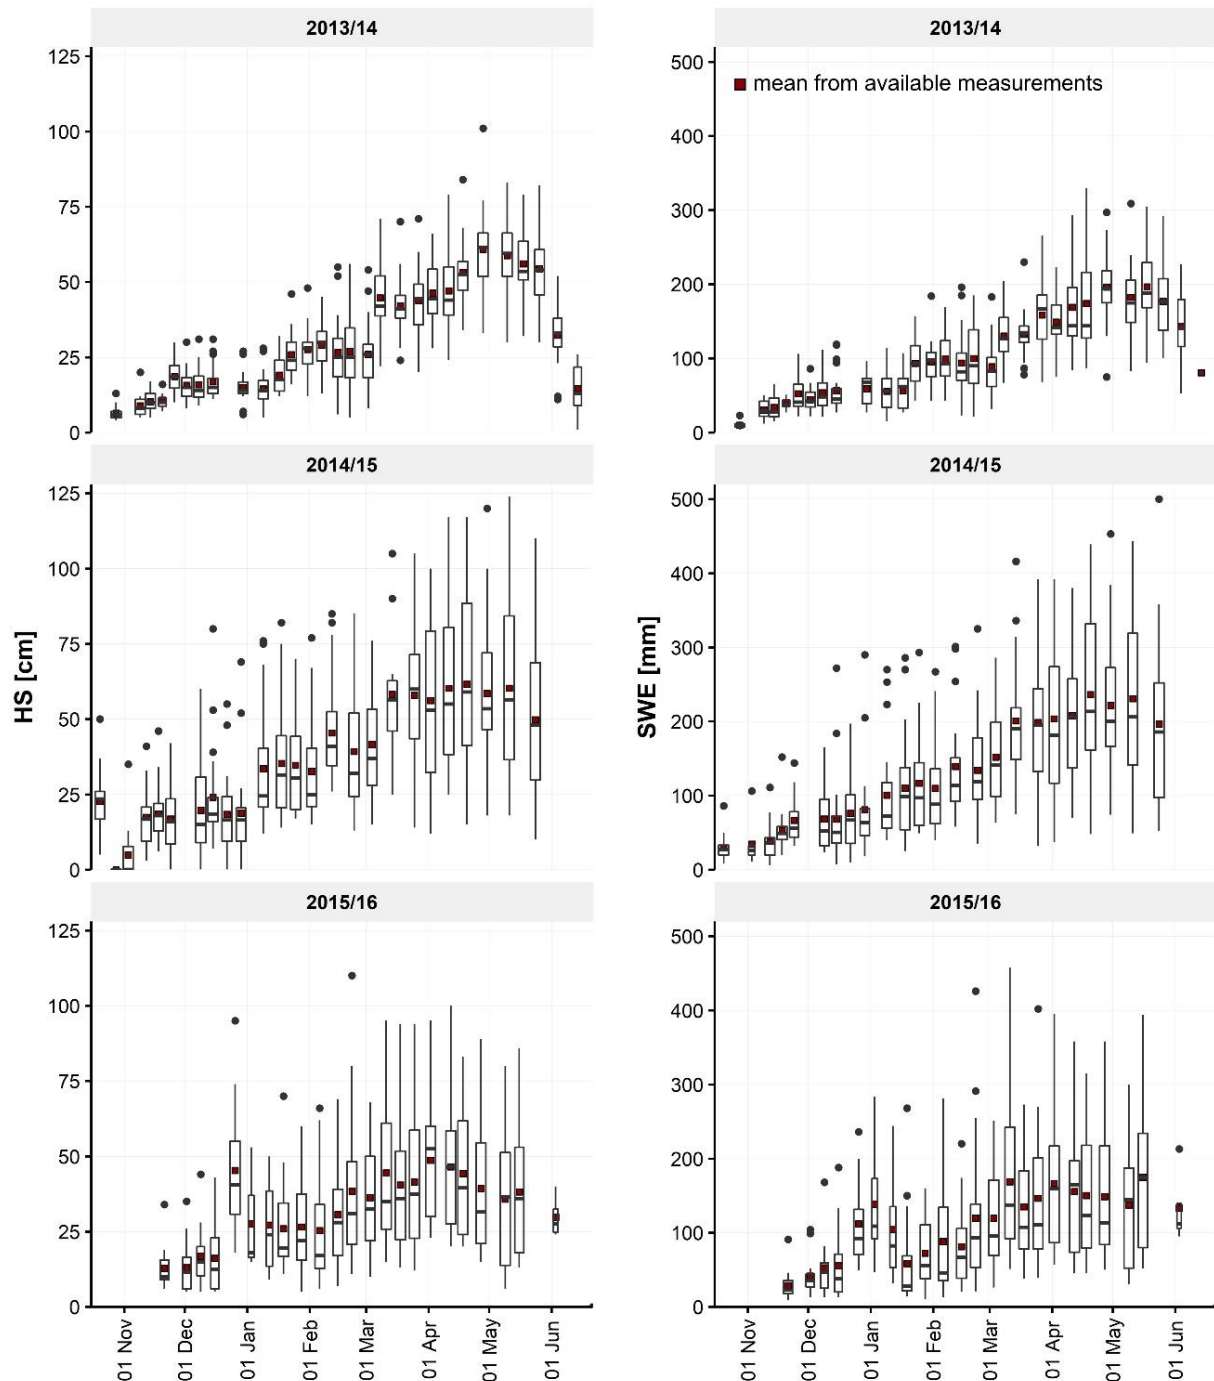 2013/14
2013/14
125
100
75
50
25
0
500
400
300
200
100
0
mean from available measurements
2014/15
2014/15
125
100
75
50
25
0
500
400
300
200
100
0
HS [cm]
SWE [mm]
2015/16
2015/16
125
100
75
50
25
0
500
400
300
200
100
0
01 Nov
01 Dec
01 Jan
01 Feb
01 Mar
01 Apr
01 May
01 Jun
01 Nov
01 Dec
01 Jan
01 Feb
01 Mar
01 Apr
01 May
01 Jun